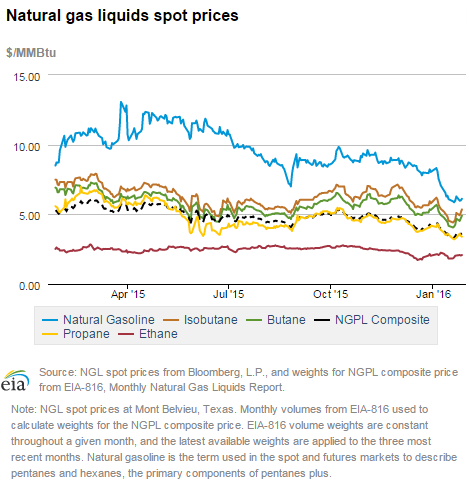 Natural gas liquids spot prices
$/MMBtu
15.00
10.00
5.00
0.00
Apr '15 Jul '15 Oct '15 Jan '16
Natural Gasoline Isobutane Butane NGPL Composite
Propane Ethane
eia
Source: NGL spot prices from Bloomberg, L.P., and weights for NGPL composite price
from EIA-816, Monthly Natural Gas Liquids Report.
Note: NGL spot prices at Mont Belvieu, Texas. Monthly volumes from EIA-816 used to
calculate weights for the NGPL composite price. EIA-816 volume weights are constant
throughout a given month, and the latest available weights are applied to the three most
recent months. Natural gasoline is the term used in the spot and futures markets to describe
pentanes and hexanes, the primary components of pentanes plus.